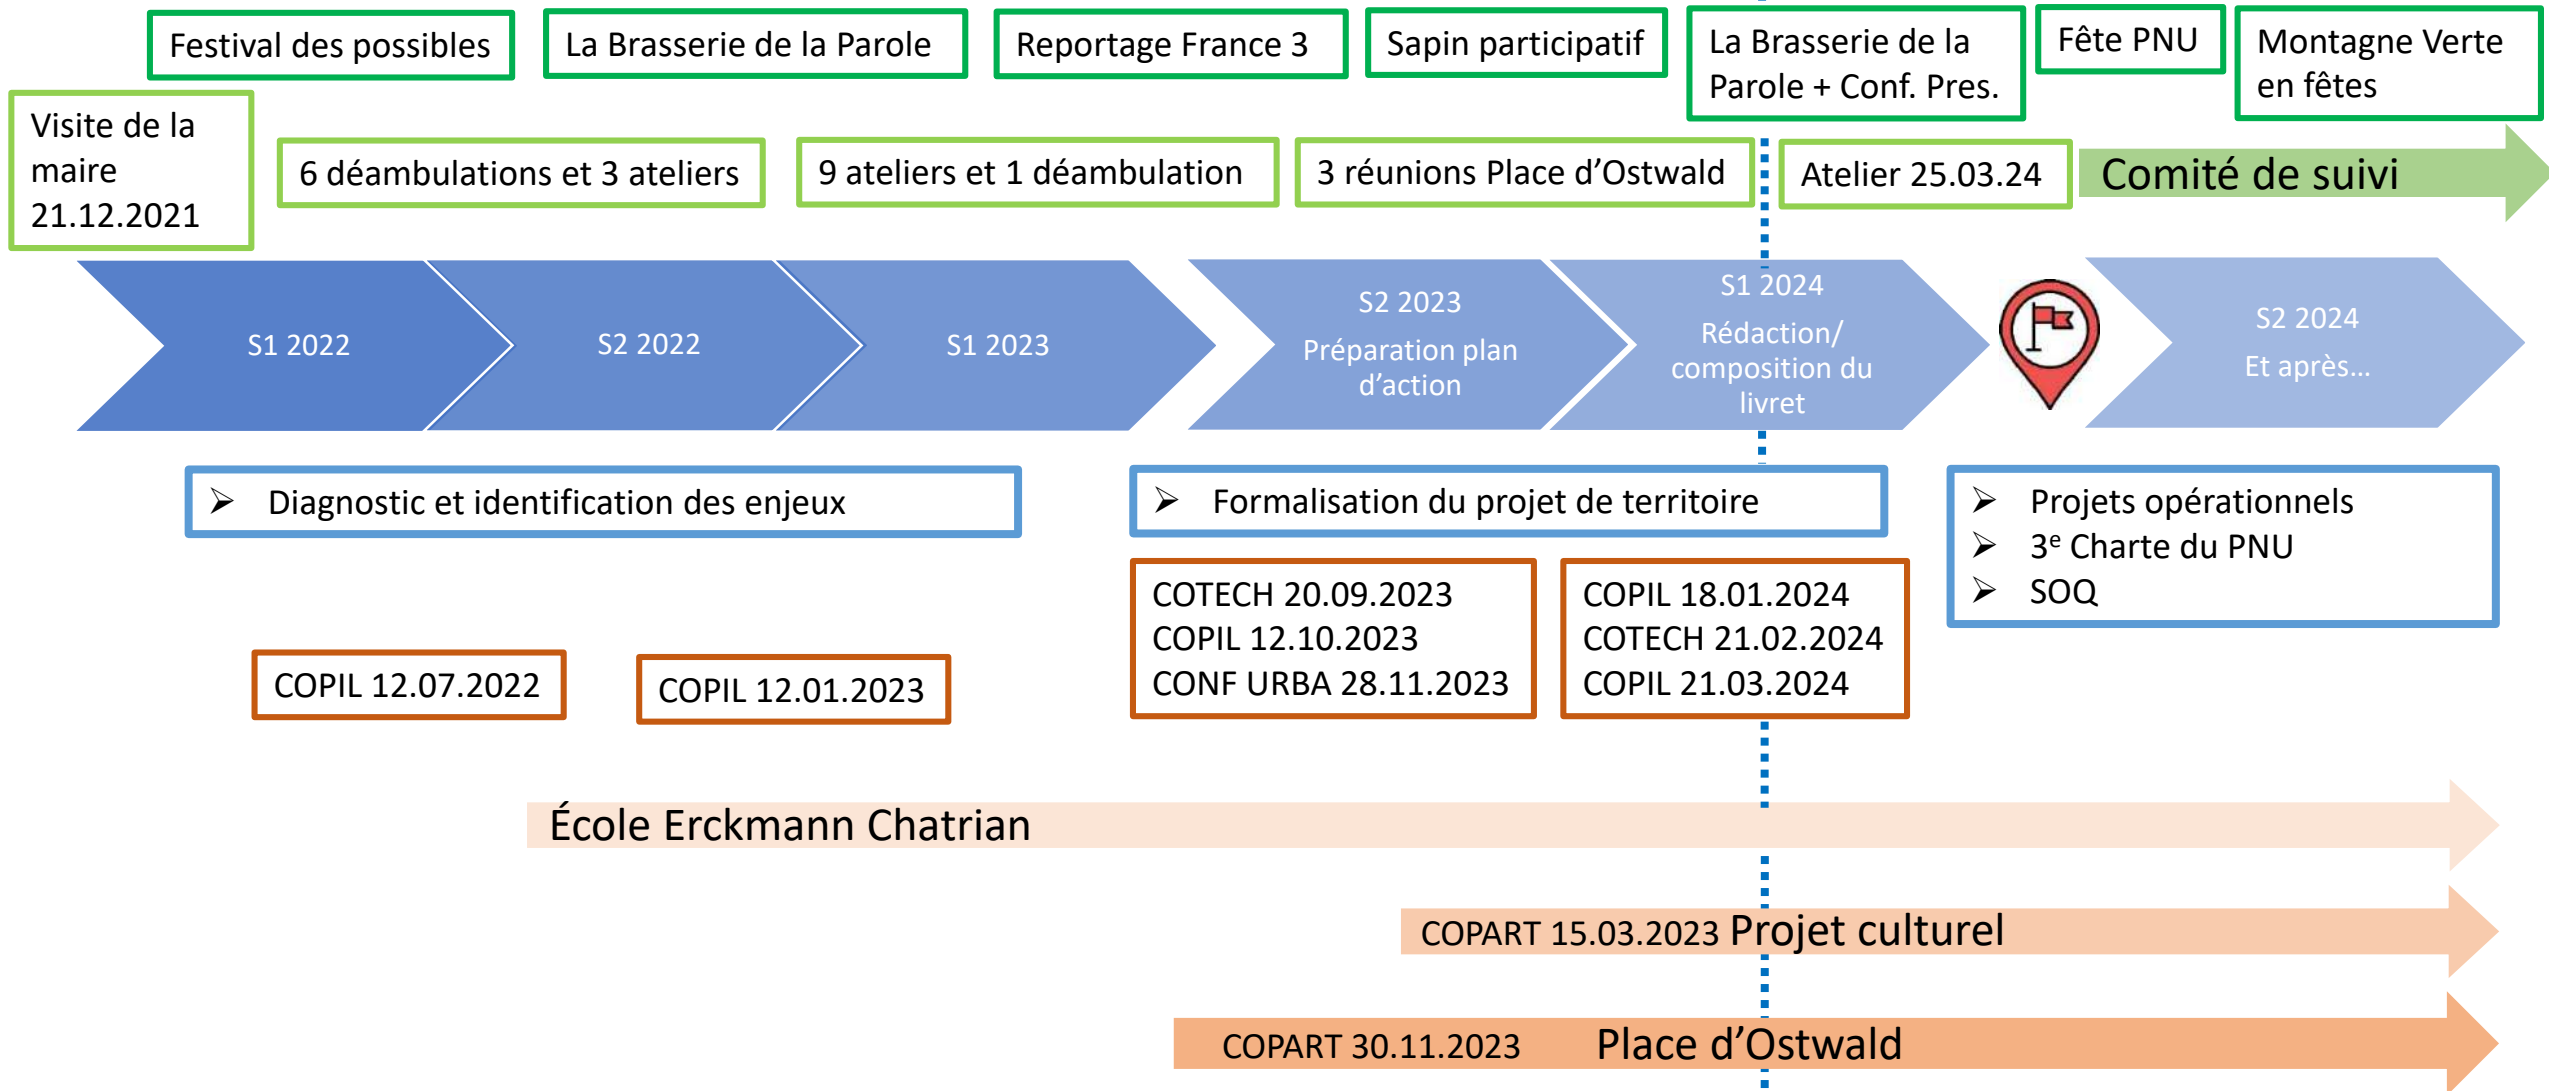 Festival des possibles
La Brasserie de la Parole
Reportage France 3
Sapin participatif
La Brasserie de la
Parole + Conf. Pres.
Fête PNU
Montagne Verte
en fêtes
Visite de la
maire
21.12.2021
6 déambulations et 3 ateliers
9 ateliers et 1 déambulation
3 réunions Place d’Ostwald
Atelier 25.03.24
Comité de suivi
S1 2022
S2 2022
S1 2023
S2 2023
Préparation plan
d’action
S1 2024
Rédaction/
composition du
livret
S2 2024
Et après…
➢ Diagnostic et identification des enjeux
➢ Formalisation du projet de territoire
➢ Projets opérationnels
➢ 3e Charte du PNU
➢ SOQ
COPIL 12.07.2022
COPIL 12.01.2023
COTECH 20.09.2023
COPIL 12.10.2023
CONF URBA 28.11.2023
COPIL 18.01.2024
COTECH 21.02.2024
COPIL 21.03.2024
École Erckmann Chatrian
COPART 15.03.2023 Projet culturel
COPART 30.11.2023 Place d’Ostwald